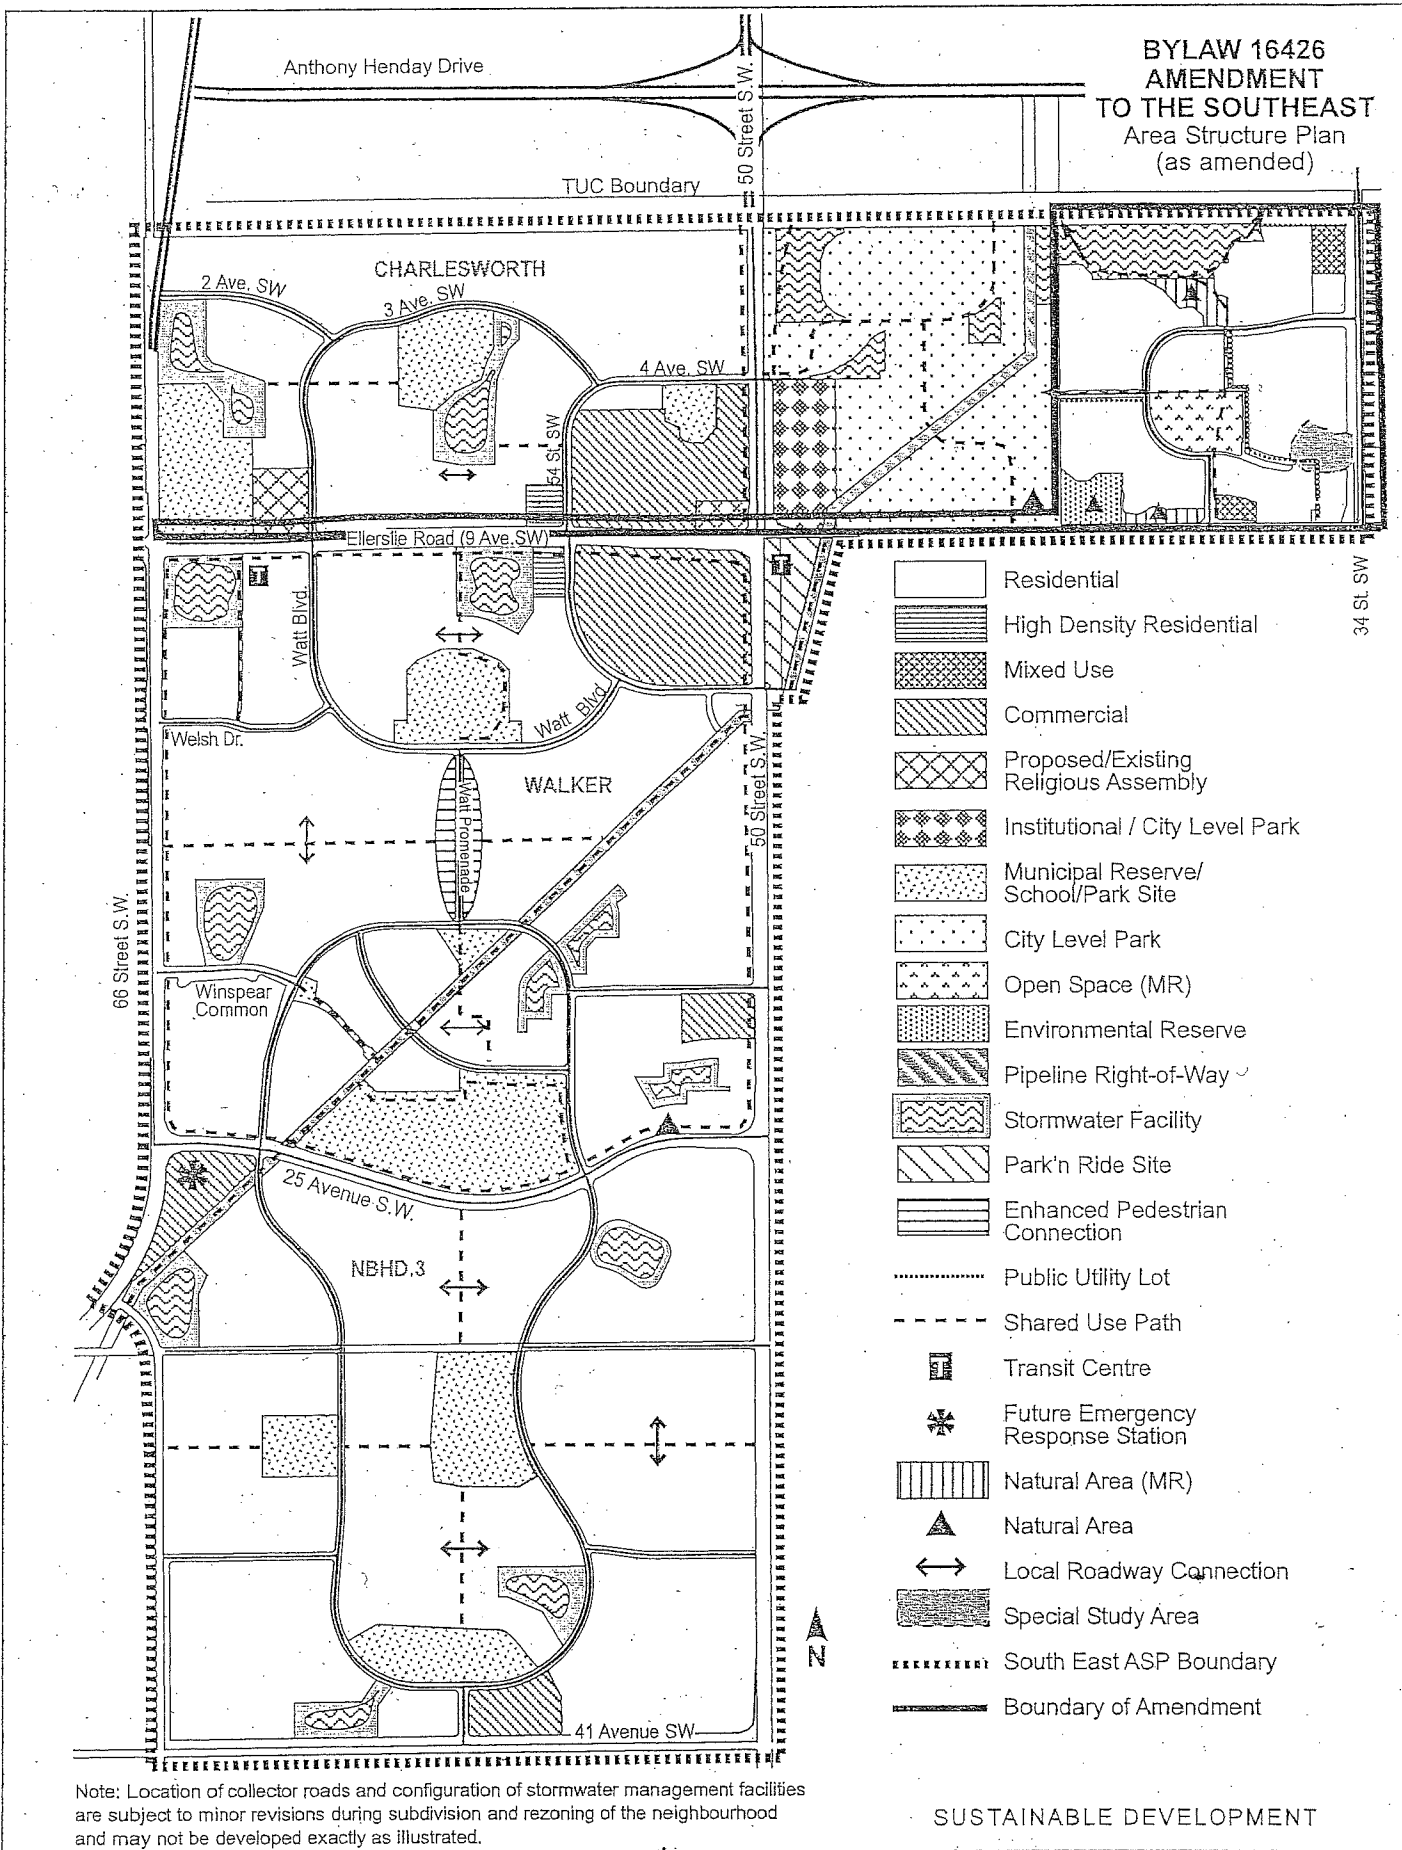 BYLAW 16426
AMENDMENT
TO THE SOUTHEAST
Area Structure Plan
(as amended)
Anthony Henday Drive
50 Street S.W.
TUC Boundary
CHARLESWORTH
2 Ave. SW
3 Ave. SW
4 Ave. SW
54 St. SW
Ellerslie Road (9 Ave.SW)
34 St. SW
Watt Blvd.
Watt Blvd.
Welsh Dr.
WALKER
Watt Promenade
50 Street S.W.
66 Street S.W.
Winspear
Common
25 Avenue S.W.
NBHD.3
41 Avenue SW
N
Residential
High Density Residential
Mixed Use
Commercial
Proposed/Existing
Religious Assembly
Institutional / City Level Park
Municipal Reserve/
School/Park Site
City Level Park
Open Space (MR)
Environmental Reserve
Pipeline Right-of-Way
Stormwater Facility
Park'n Ride Site
Enhanced Pedestrian
Connection
Public Utility Lot
Shared Use Path
Transit Centre
Future Emergency
Response Station
Natural Area (MR)
Natural Area
Local Roadway Connection
Special Study Area
South East ASP Boundary
Boundary of Amendment
Note: Location of collector roads and configuration of stormwater management facilities
are subject to minor revisions during subdivision and rezoning of the neighbourhood
and may not be developed exactly as illustrated.
SUSTAINABLE DEVELOPMENT